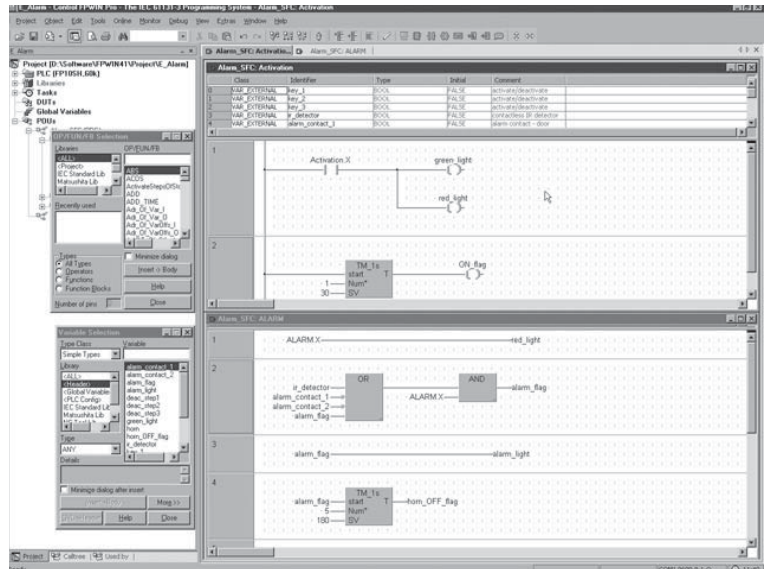 E_Alarm - Control FPWIN Pro - The IEC 61131-3 Programming System - Alarm_SFC: Activation
Project Object Edit Tools Online Monitor Debug View Extras Window Help
E Alarm
Alarm_SFC: Activatio...
Alarm_SFC: ALARM
Project [D:\Software\FPWIN41\Project\E_Alarm]
PLC (FP10SH,60k)
Libraries
Tasks
DUTs
Global Variables
POUs
OP/FUN/FB Selection
Libraries
OP/FUN/FB
<ALL>
<Project>
IEC Standard Lib
Matsushita Lib
ABS
ACOS
ActivateStepsOfStc
ADD
ADD_TIME
Adr_Of_Var_I
Adr_Of_Var_O
Adr_Of_VarOffs_I
Adr_Of_VarOffs_O
Recently used
Types
All Types
Operators
Functions
Function Blocks
Minimize dialog
Insert -> Body
Help
Number of pins
Close
Variable Selection
Type Class
Variable
Simple Types
Library
<ALL>
<Header>
<Global Variable>
<PLC Config>
IEC Standard Lib
Matsushita Lib
alarm_contact_1
alarm_contact_2
alarm_flag
alarm_light
deac_step1
deac_step2
deac_step3
green_light
horn
horn_OFF_flag
ir_detector
key_1
Type
ANY
Details
Minimize dialog after insert
More >>
Help
Close
Project
Calltree
Used by
Alarm_SFC: Activation
Class Identifier Type Initial Comment
0 VAR_EXTERNAL key_1 BOOL FALSE activate/deactivate
1 VAR_EXTERNAL key_2 BOOL FALSE activate/deactivate
2 VAR_EXTERNAL key_3 BOOL FALSE activate/deactivate
3 VAR_EXTERNAL ir_detector BOOL FALSE contactless IR detector
4 VAR_EXTERNAL alarm_contact_1 BOOL FALSE alarm contact - door
1
Activation.X
green_light
red_light
2
TM_1s
start T
1 Num*
30 SV
ON_flag
Alarm_SFC: ALARM
1
ALARM.X
red_light
2
OR
AND
ir_detector
alarm_contact_1
alarm_contact_2
alarm_flag
ALARM.X
alarm_flag
3
alarm_flag
alarm_light
4
TM_1s
alarm_flag start T horn_OFF_flag
5 Num*
180 SV